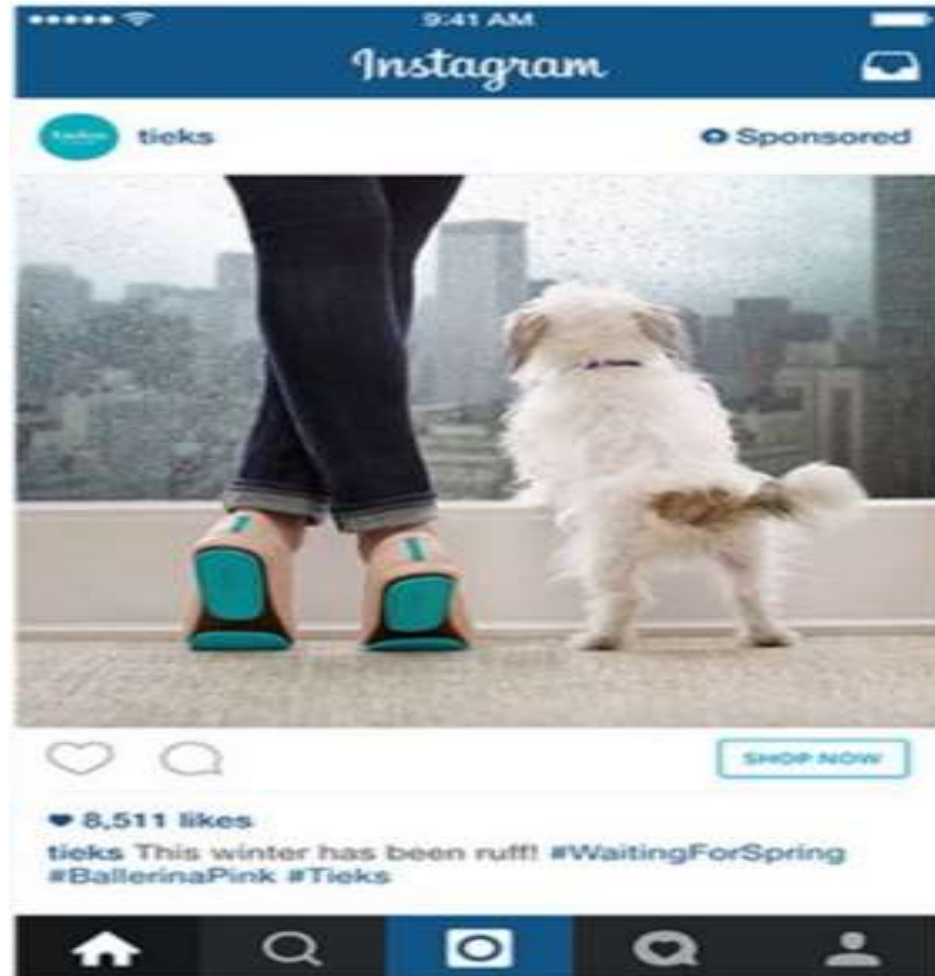 9:41 AM
Instagram
tieks
Sponsored
SHOP NOW
8,511 likes
tieks This winter has been ruff! #WaitingForSpring
#BallerinaPink #Tieks